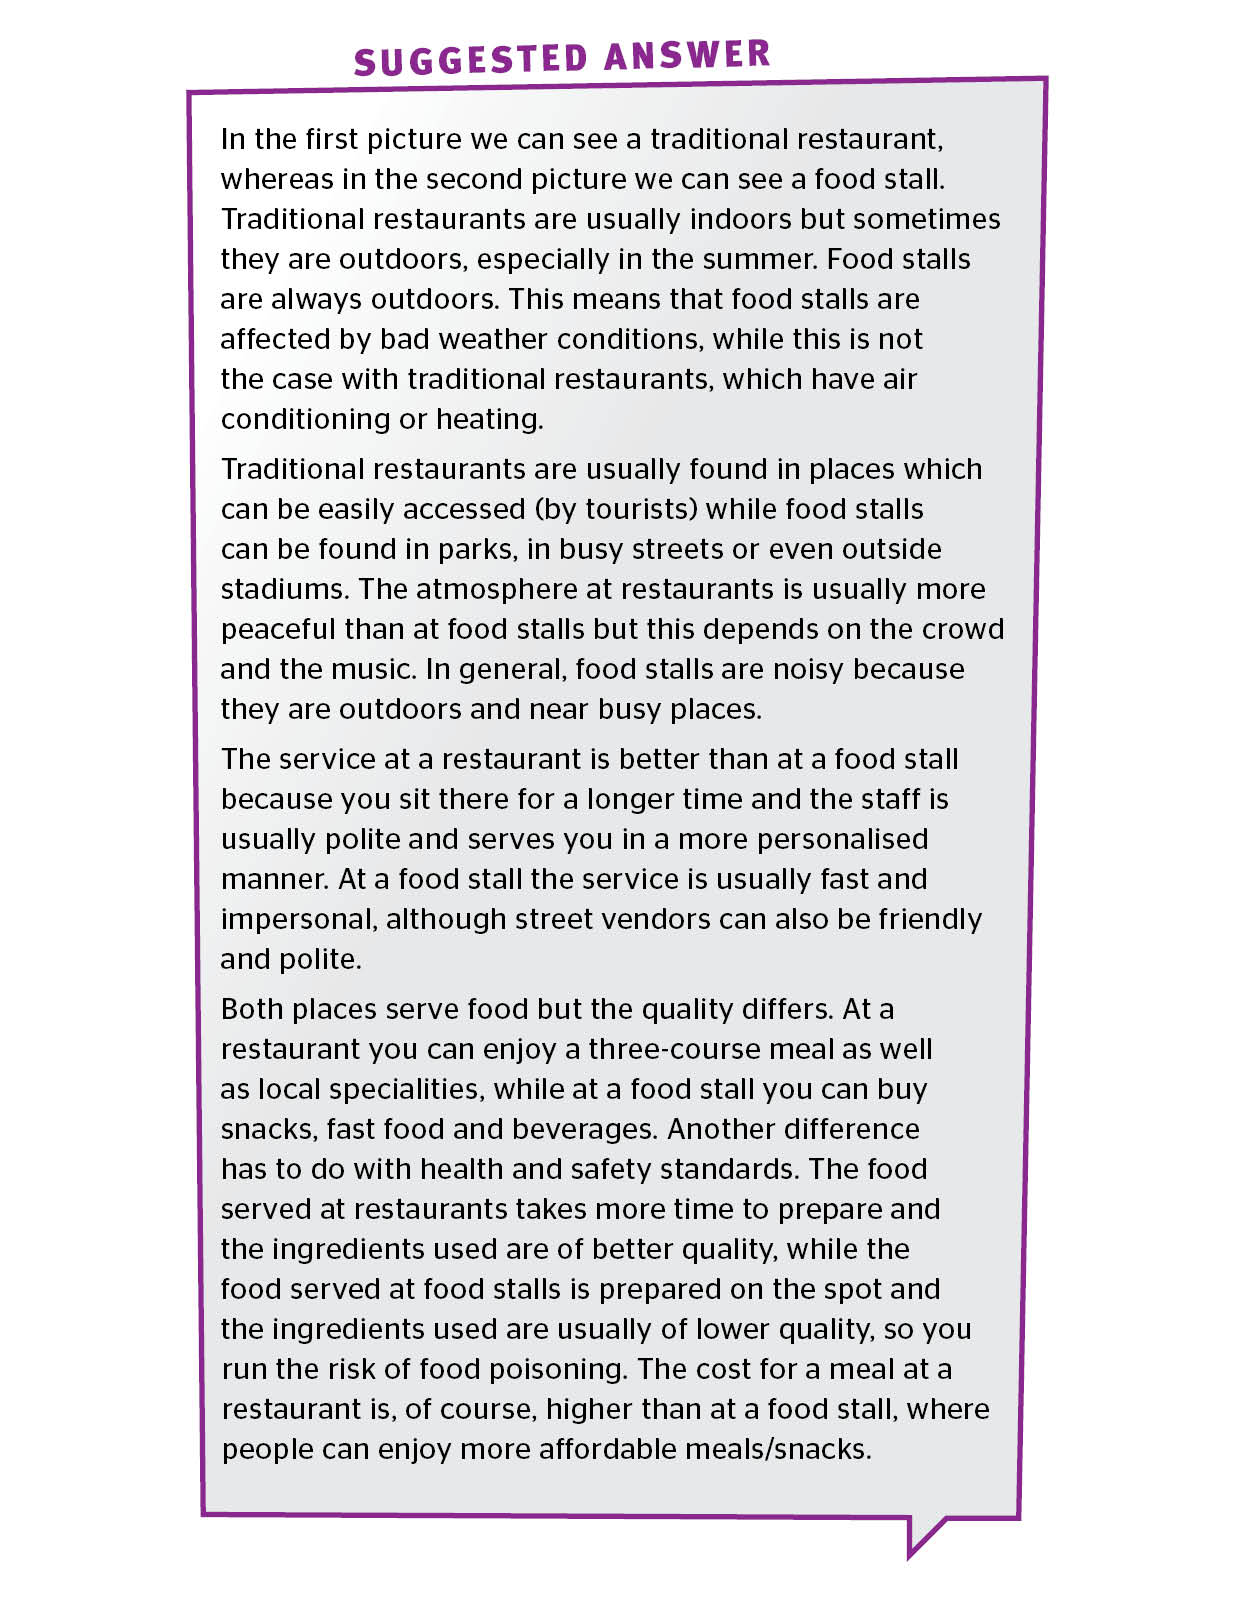 SUGGESTED ANSWER
In the first picture we can see a traditional restaurant,
whereas in the second picture we can see a food stall.
Traditional restaurants are usually indoors but sometimes
they are outdoors, especially in the summer. Food stalls
are always outdoors. This means that food stalls are
affected by bad weather conditions, while this is not
the case with traditional restaurants, which have air
conditioning or heating.
Traditional restaurants are usually found in places which
can be easily accessed (by tourists) while food stalls
can be found in parks, in busy streets or even outside
stadiums. The atmosphere at restaurants is usually more
peaceful than at food stalls but this depends on the crowd
and the music. In general, food stalls are noisy because
they are outdoors and near busy places.
The service at a restaurant is better than at a food stall
because you sit there for a longer time and the staff is
usually polite and serves you in a more personalised
manner. At a food stall the service is usually fast and
impersonal, although street vendors can also be friendly
and polite.
Both places serve food but the quality differs. At a
restaurant you can enjoy a three-course meal as well
as local specialities, while at a food stall you can buy
snacks, fast food and beverages. Another difference
has to do with health and safety standards. The food
served at restaurants takes more time to prepare and
the ingredients used are of better quality, while the
food served at food stalls is prepared on the spot and
the ingredients used are usually of lower quality, so you
run the risk of food poisoning. The cost for a meal at a
restaurant is, of course, higher than at a food stall, where
people can enjoy more affordable meals/snacks.